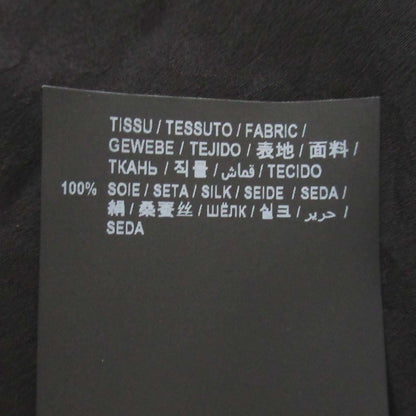 TISSU / TESSUTO / FABRIC /
GEWEBE / TEJIDO / 表地 / 面料 /
ТКАНЬ / 직물 / قماش / TECIDO
100% SOIE / SETA / SILK / SEIDE / SEDA /
絹 / 桑蚕丝 / ШЁЛК / 실크 / حرير /
SEDA